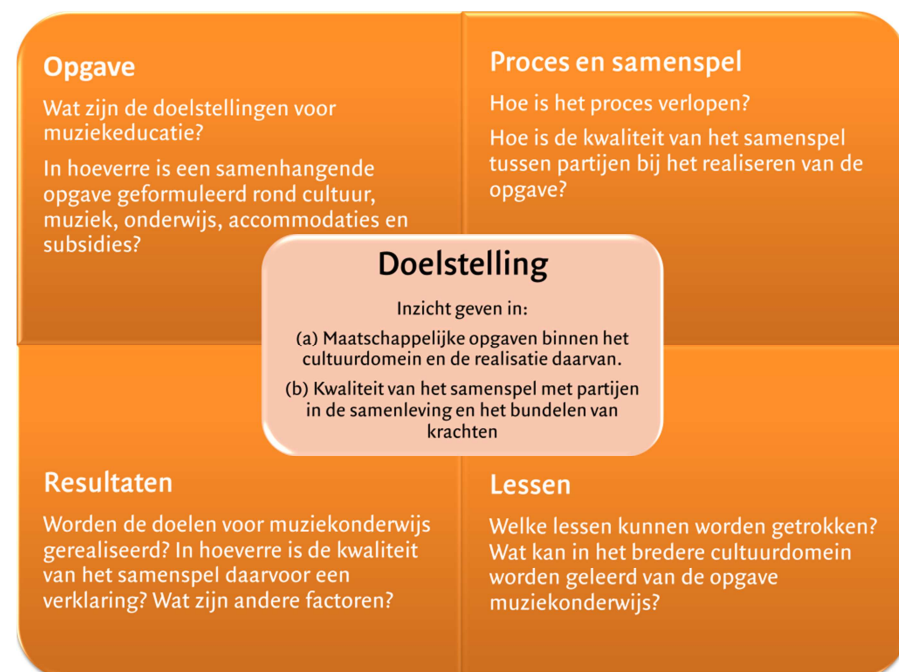 Opgave
Wat zijn de doelstellingen voor
muziekeducatie?
In hoeverre is een samenhangende
opgave geformuleerd rond cultuur,
muziek, onderwijs, accommodaties en
subsidies?
Proces en samenspel
Hoe is het proces verlopen?
Hoe is de kwaliteit van het samenspel
tussen partijen bij het realiseren van de
opgave?
Doelstelling
Inzicht geven in:
(a) Maatschappelijke opgaven binnen het
cultuurdomein en de realisatie daarvan.
(b) Kwaliteit van het samenspel met partijen
in de samenleving en het bundelen van
krachten
Resultaten
Worden de doelen voor muziekonderwijs
gerealiseerd? In hoeverre is de kwaliteit
van het samenspel daarvoor een
verklaring? Wat zijn andere factoren?
Lessen
Welke lessen kunnen worden getrokken?
Wat kan in het bredere cultuurdomein
worden geleerd van de opgave
muziekonderwijs?